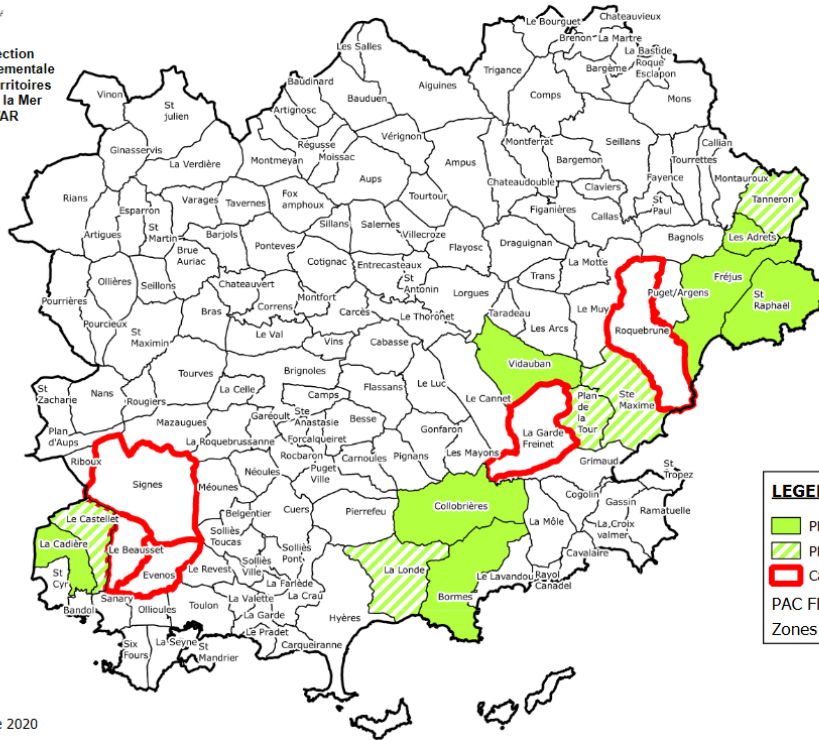 ection
ementale
rritoires
la Mer
AR
Le Bourguet
Chateauvieux
Brenon
La Martre
La Bastide
Roque
Esclapon
Bargème
Les Salles
Trigance
Comps
Mons
Vinon
St
julien
Baudinard
Bauduen
Aiguines
Artignosc
Ginasservis
La Verdière
Régusse
Moissac
Montmeyan
Vérignon
Aups
Ampus
Montferrat
Bargemon
Seillans
Chateaudouble
Claviers
Callian
Tourrettes
Fayence
Montauroux
Tanneron
Rians
Esparron
Varages
Tavernes
Fox
amphoux
Tourtour
Figanières
Callas
St
Paul
Artigues
St
Martin
Barjols
Sillans
Salernes
Villecroze
Flayosc
Draguignan
Bagnols
Les Adrets
Brue
Auriac
Ponteves
Cotignac
Entrecasteaux
St
Antonin
Trans
La Motte
Ollières
Seillons
Chateauvert
Montfort
Correns
Lorgues
Puget/Argens
Fréjus
St
Raphaël
Pourrières
Pourcieux
Bras
Carcès
Le Thoronet
Taradeau
Le Muy
Les Arcs
Roquebrune
St
Maximin
Le Val
Vins
Cabasse
Vidauban
St
Zacharie
Nans
Tourves
Brignoles
La Celle
Camps
Flassans
Le Luc
Le Cannet
Plan
de
la
Tour
Ste
Maxime
Rougiers
Plan
d'Aups
Mazaugues
Garéoult
Ste
Anastasie
Forcalqueiret
Besse
Gonfaron
La Garde
Freinet
La Roquebrussanne
Rocbaron
Carnoules
Pignans
Les Mayons
Grimaud
St
Tropez
Riboux
Signes
Méounes
Néoules
Puget
Ville
Cogolin
Gassin
Ramatuelle
Collobrières
Belgentier
Cuers
Pierrefeu
La Môle
La Croix
valmer
Le Castellet
La Cadière
Le Beausset
Evenos
Solliès
Toucas
Solliès
Pont
Solliès
Ville
Le Revest
La Londe
Cavalaire
St
Cyr
Bandol
Sanary
Ollioules
Toulon
La Farlède
La Valette
La Crau
La Garde
Le Pradet
Carqueiranne
Hyères
Bormes
Le Lavandou
Rayol
Canadel
Six
Fours
La Seyne
St
Mandrier
LEGE
PAC
Zones
2020